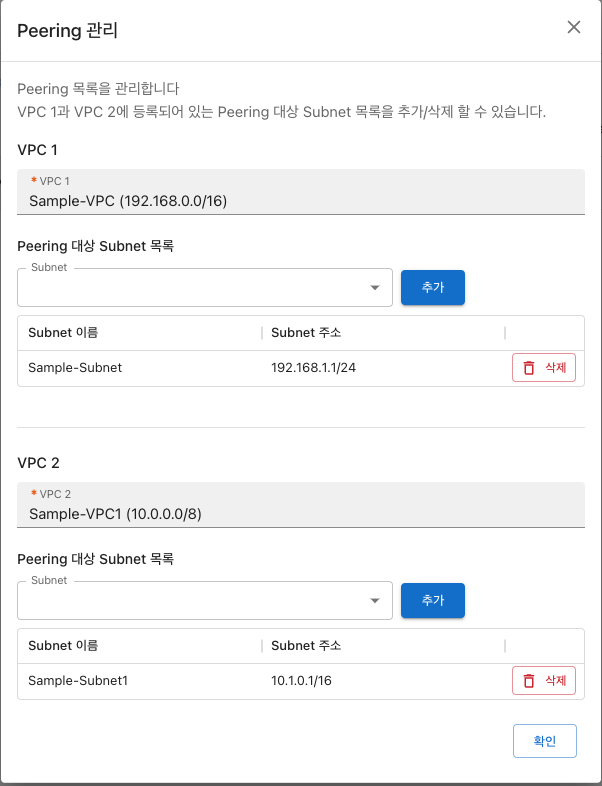 Peering 관리
Peering 목록을 관리합니다
VPC 1과 VPC 2에 등록되어 있는 Peering 대상 Subnet 목록을 추가/삭제 할 수 있습니다.
VPC 1
* VPC 1
Sample-VPC (192.168.0.0/16)
Peering 대상 Subnet 목록
Subnet
추가
Subnet 이름 Subnet 주소
Sample-Subnet 192.168.1.1/24 삭제
VPC 2
* VPC 2
Sample-VPC1 (10.0.0.0/8)
Peering 대상 Subnet 목록
Subnet
추가
Subnet 이름 Subnet 주소
Sample-Subnet1 10.1.0.1/16 삭제
확인